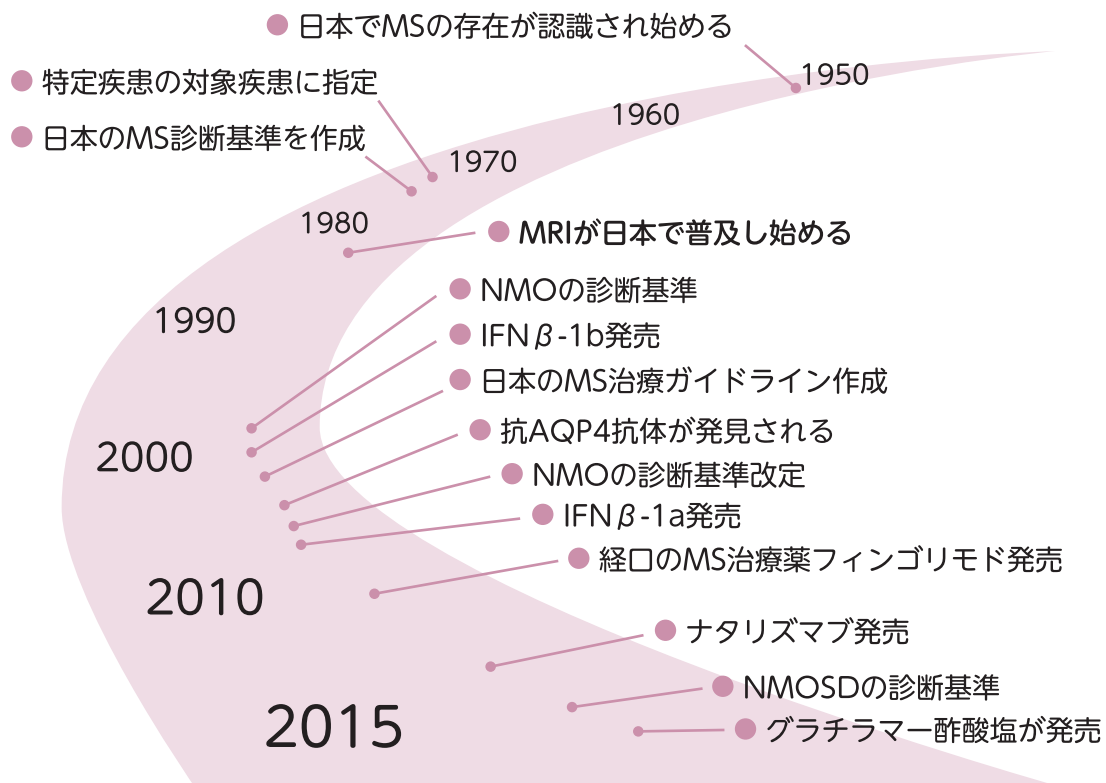 日本でMSの存在が認識され始める
1950
特定疾患の対象疾患に指定
1960
日本のMS診断基準を作成
1970
1980
MRIが日本で普及し始める
NMOの診断基準
1990
IFNβ-1b発売
日本のMS治療ガイドライン作成
抗AQP4抗体が発見される
2000
NMOの診断基準改定
IFNβ-1a発売
経口のMS治療薬フィンゴリモド発売
2010
ナタリズマブ発売
NMOSDの診断基準
2015
グラチラマー酢酸塩が発売